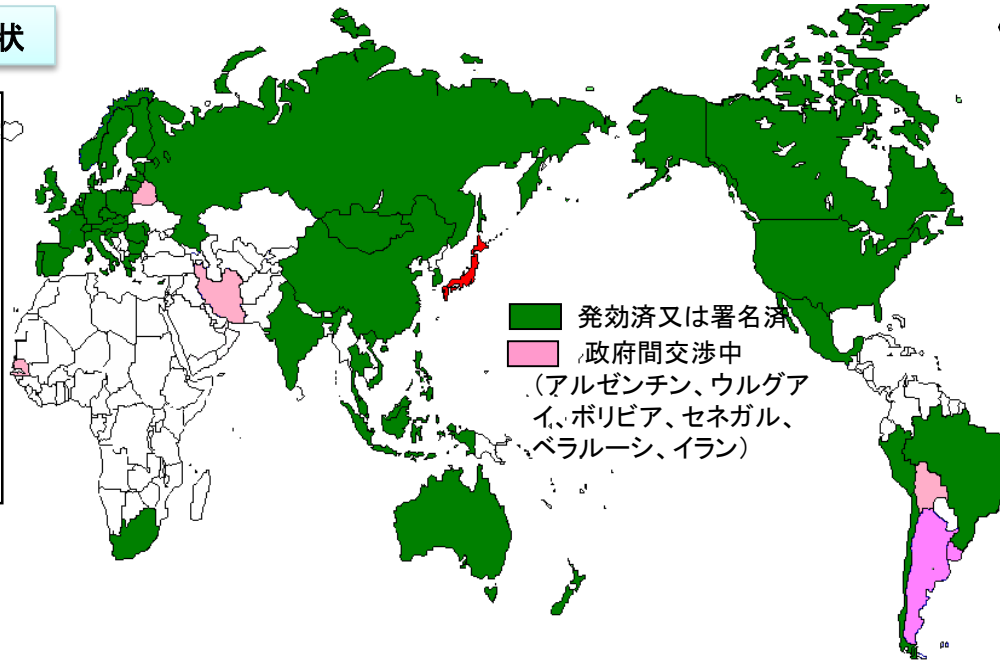 状
発効済又は署名済
政府間交渉中
（アルゼンチン、ウルグア
イ、ボリビア、セネガル、
ベラルーシ、イラン）